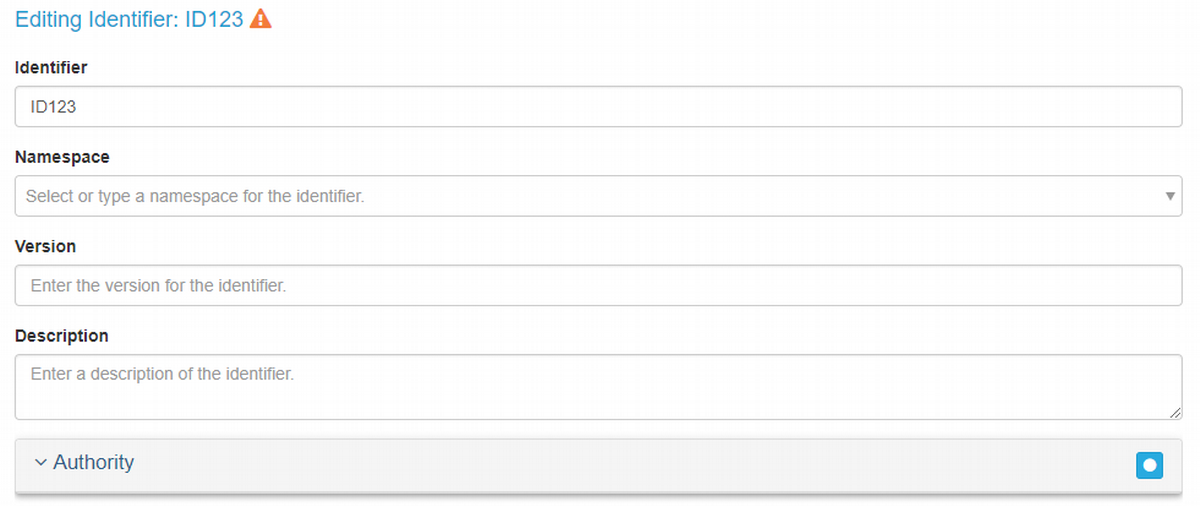 Editing Identifier: ID123
Identifier
ID123
Namespace
Select or type a namespace for the identifier.
Version
Enter the version for the identifier.
Description
Enter a description of the identifier.
Authority